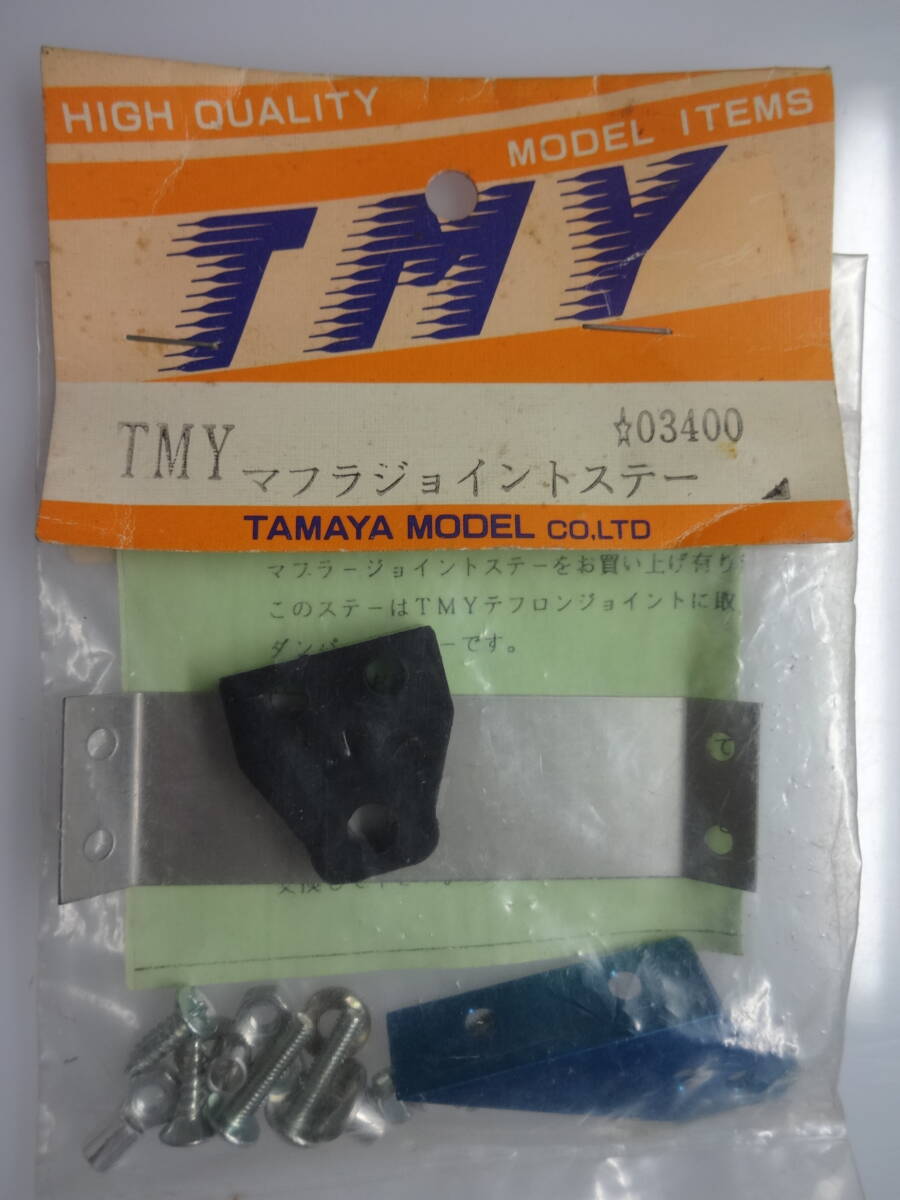 HIGH QUALITY
MODEL ITEMS
TMY
TMY
☆03400
マフラジョイントステー
TAMAYA MODEL CO.,LTD
マフラージョイントステーをお買い上げ有り
このステーはTMYテフロンジョイントに取
ダンパ ーです。
て